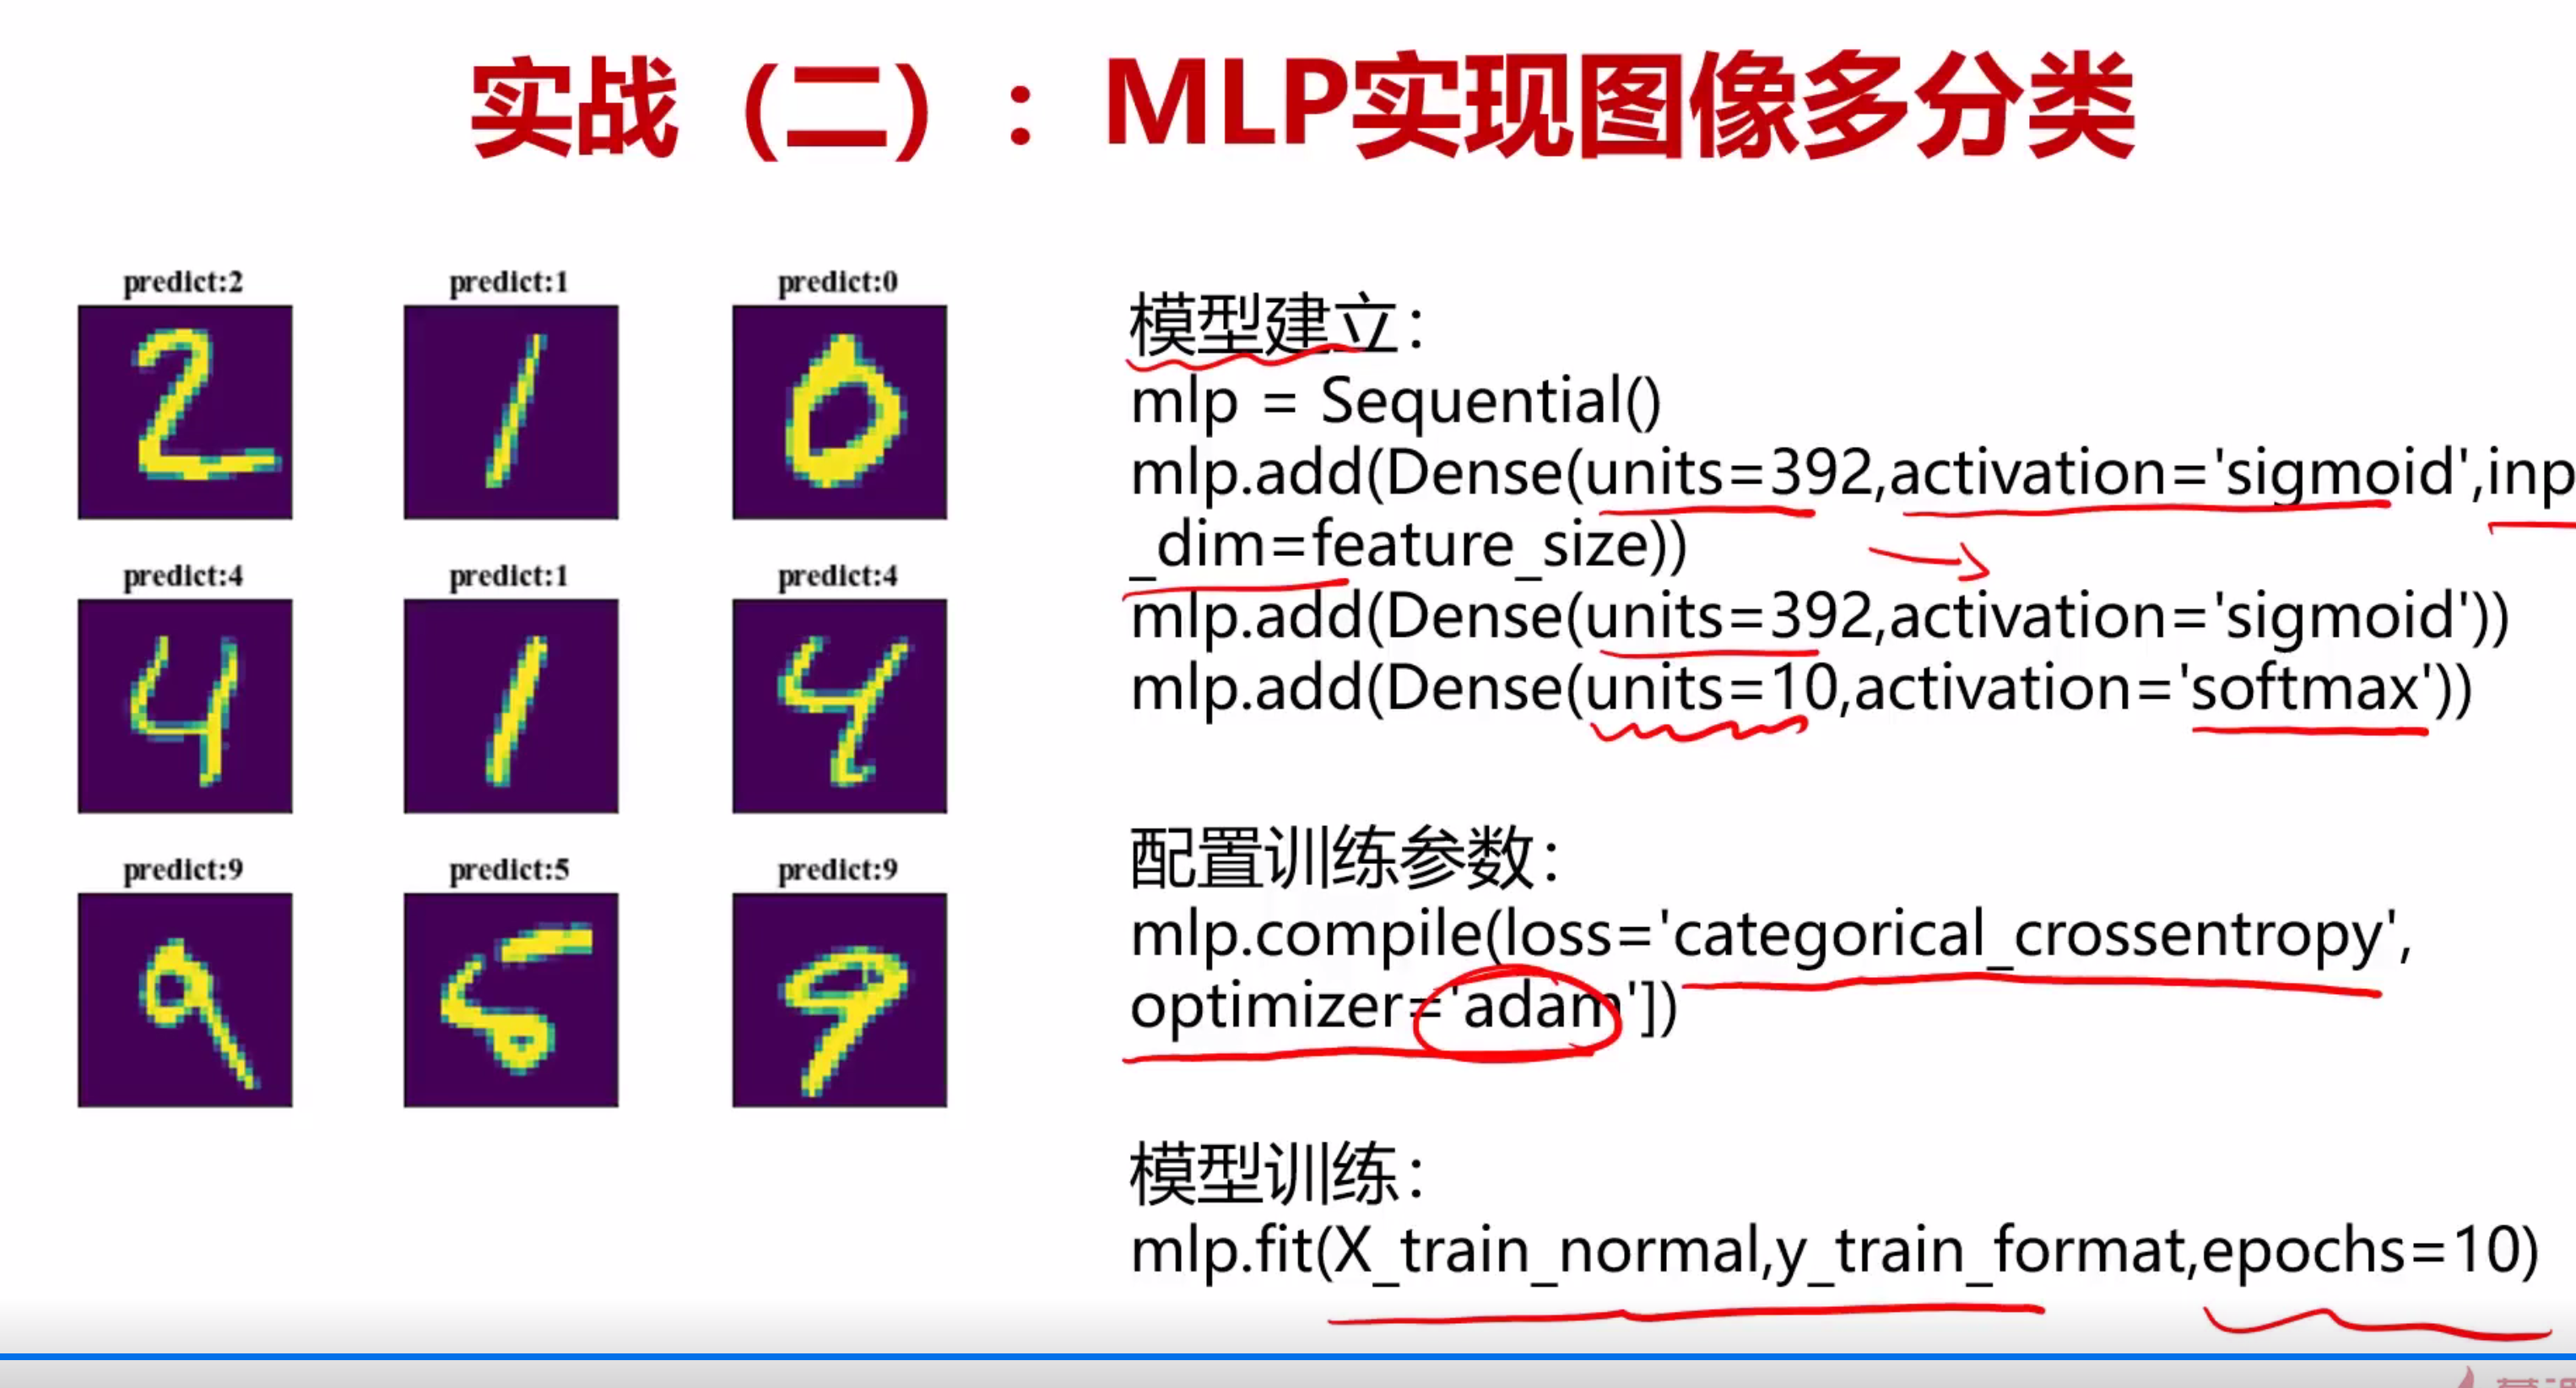 实战（二）：MLP实现图像多分类
predict:2
predict:1
predict:0
predict:4
predict:1
predict:4
predict:9
predict:5
predict:9
模型建立：
mlp = Sequential()
mlp.add(Dense(units=392,activation='sigmoid',inp
_dim=feature_size))
mlp.add(Dense(units=392,activation='sigmoid'))
mlp.add(Dense(units=10,activation='softmax'))
配置训练参数：
mlp.compile(loss='categorical_crossentropy',
optimizer='adam'])
模型训练：
mlp.fit(X_train_normal,y_train_format,epochs=10)